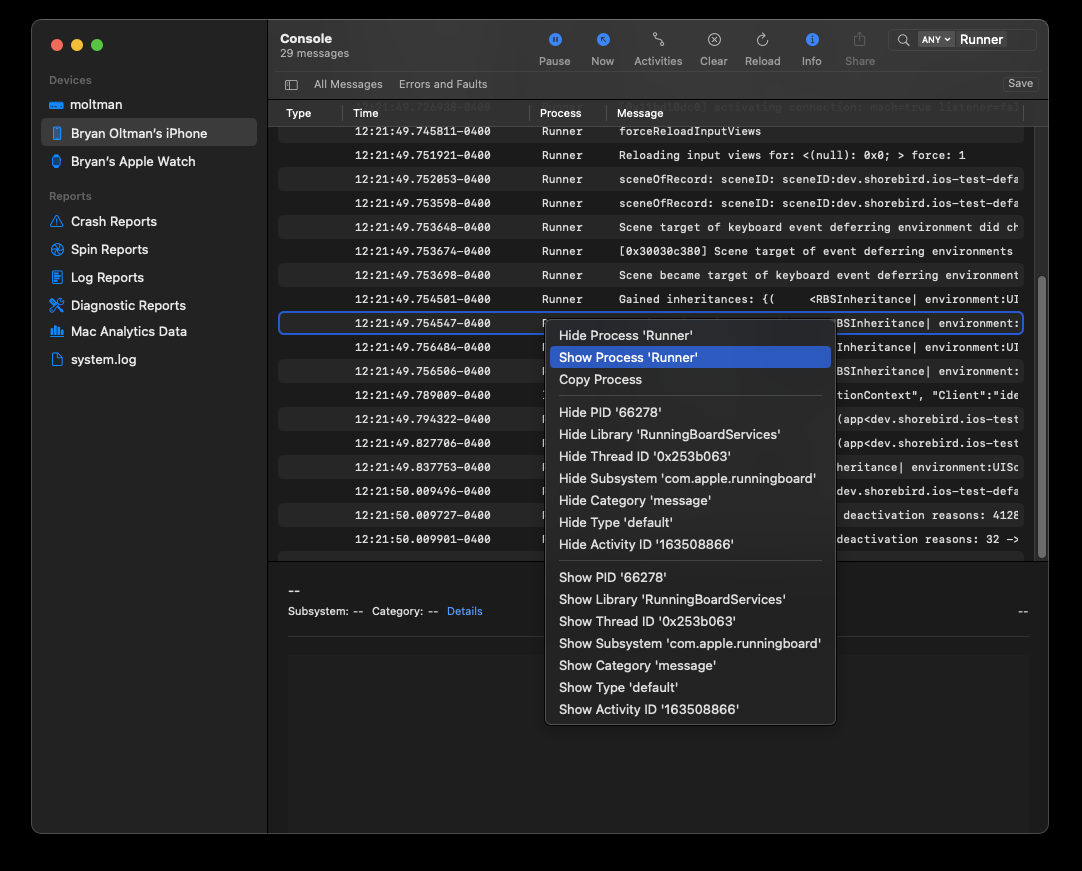 Console
29 messages
Pause
Now
Activities
Clear
Reload
Info
Share
ANY
Runner
All Messages
Errors and Faults
Save
Devices
moltman
Bryan Oltman's iPhone
Bryan's Apple Watch
Reports
Crash Reports
Spin Reports
Log Reports
Diagnostic Reports
Mac Analytics Data
system.log
Type Time Process Message
12:21:49.745811-0400 Runner forceReloadInputViews
12:21:49.751921-0400 Runner Reloading input views for: <(null): 0x0; > force: 1
12:21:49.752053-0400 Runner sceneOfRecord: sceneID: sceneID:dev.shorebird.ios-test-defa
12:21:49.753598-0400 Runner sceneOfRecord: sceneID: sceneID:dev.shorebird.ios-test-defa
12:21:49.753648-0400 Runner Scene target of keyboard event deferring environment did ch
12:21:49.753674-0400 Runner [0x30030c380] Scene target of event deferring environments
12:21:49.753698-0400 Runner Scene became target of keyboard event deferring environment
12:21:49.754501-0400 Runner Gained inheritances: {( <RBSInheritance| environment:UI
12:21:49.754547-0400 BSInheritance| environment:
12:21:49.756484-0400 Inheritance| environment:UI
12:21:49.756506-0400 BSInheritance| environment:
12:21:49.789009-0400 tionContext", "Client":"ide
12:21:49.794322-0400 (app<dev.shorebird.ios-test
12:21:49.827706-0400 (app<dev.shorebird.ios-test
12:21:49.837753-0400 heritance| environment:UISc
12:21:50.009496-0400 dev.shorebird.ios-test-defa
12:21:50.009727-0400 deactivation reasons: 4128
12:21:50.009901-0400 deactivation reasons: 32 ->
Hide Process 'Runner'
Show Process 'Runner'
Copy Process
Hide PID '66278'
Hide Library 'RunningBoardServices'
Hide Thread ID '0x253b063'
Hide Subsystem 'com.apple.runningboard'
Hide Category 'message'
Hide Type 'default'
Hide Activity ID '163508866'
Show PID '66278'
Show Library 'RunningBoardServices'
Show Thread ID '0x253b063'
Show Subsystem 'com.apple.runningboard'
Show Category 'message'
Show Type 'default'
Show Activity ID '163508866'
--
Subsystem: -- Category: -- Details
--